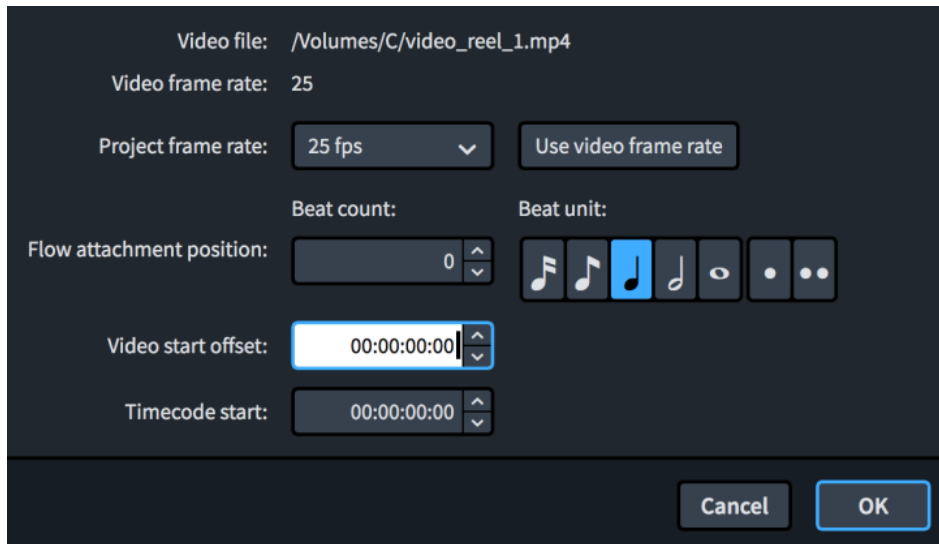 Video file: /Volumes/C/video_reel_1.mp4
Video frame rate: 25
Project frame rate: 25 fps Use video frame rate
Beat count: Beat unit:
Flow attachment position: 0
Video start offset: 00:00:00:00
Timecode start: 00:00:00:00
Cancel OK